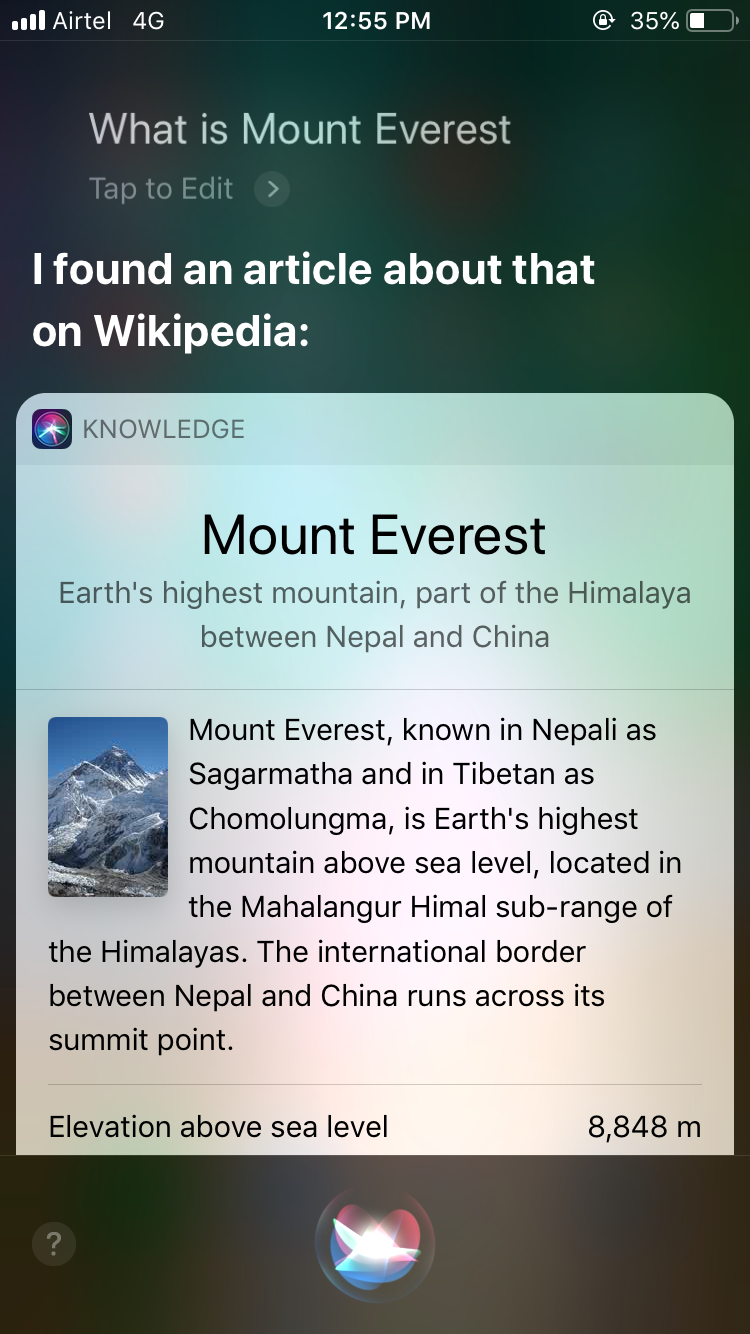 Airtel 4G 12:55 PM 35%
What is Mount Everest
Tap to Edit
I found an article about that
on Wikipedia:
KNOWLEDGE
Mount Everest
Earth's highest mountain, part of the Himalaya
between Nepal and China
Mount Everest, known in Nepali as
Sagarmatha and in Tibetan as
Chomolungma, is Earth's highest
mountain above sea level, located in
the Mahalangur Himal sub-range of
the Himalayas. The international border
between Nepal and China runs across its
summit point.
Elevation above sea level 8,848 m
?